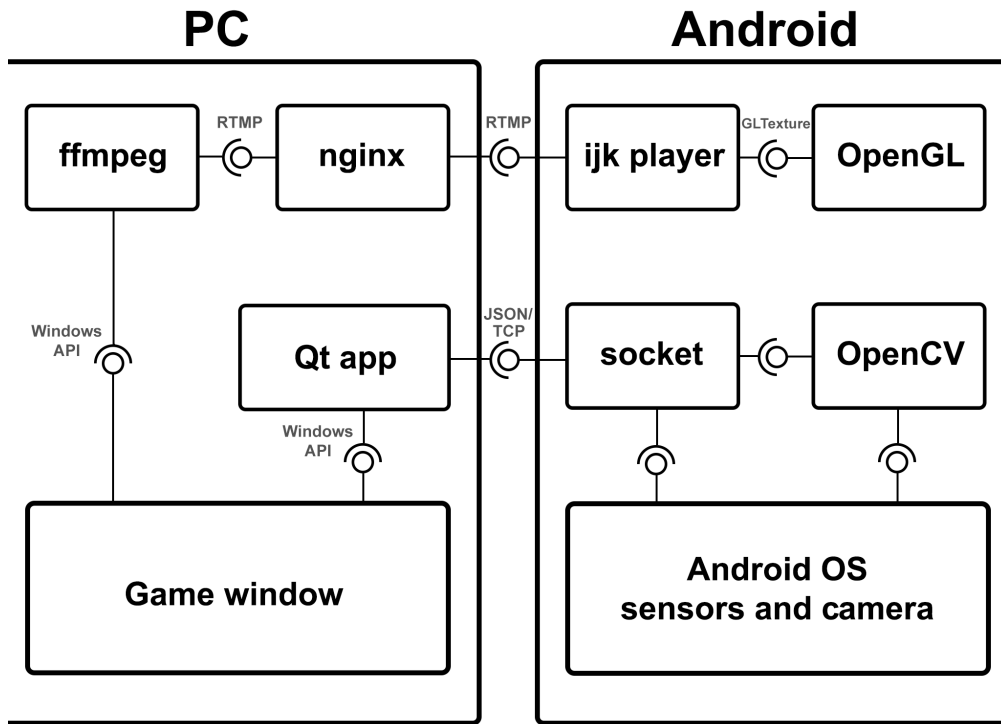 PC
Android
RTMP
RTMP
GLTexture
ffmpeg
nginx
ijk player
OpenGL
Windows
API
JSON/
TCP
Qt app
socket
OpenCV
Windows
API
Game window
Android OS
sensors and camera